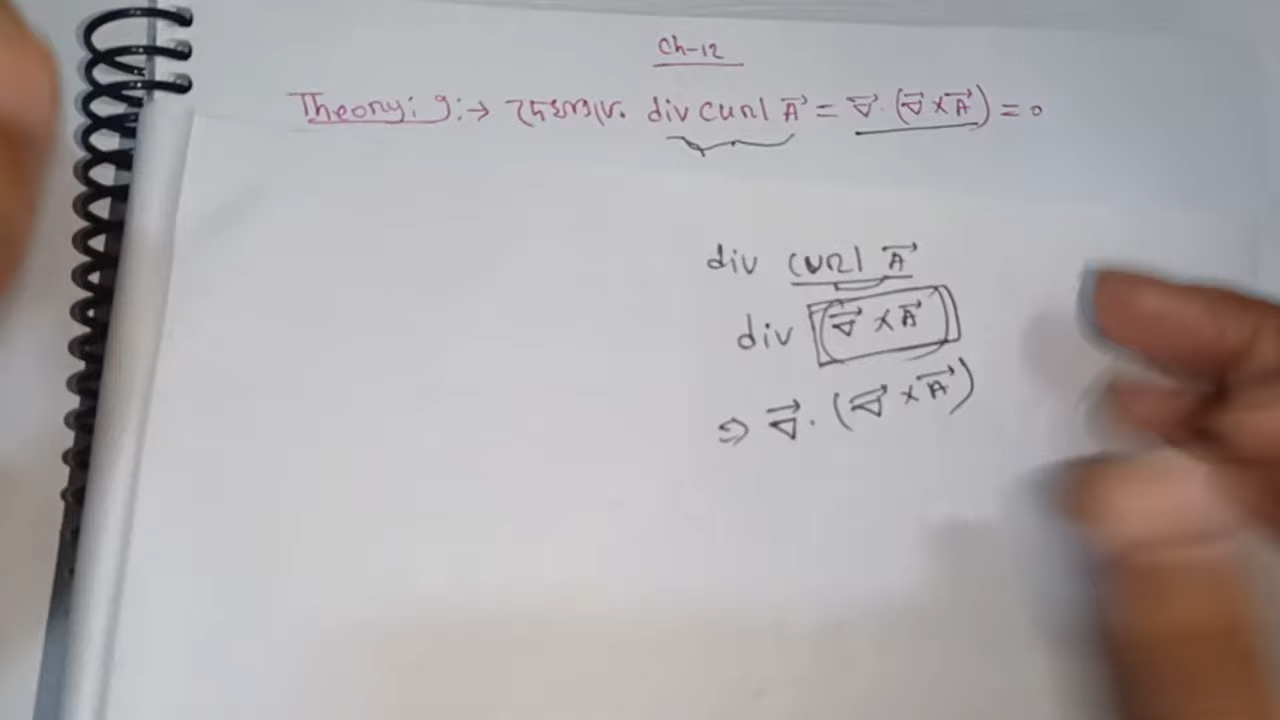 Ch-12
Theory: 9:→ দেখাও। div curl A⃗ = ∇⃗·(∇⃗×A⃗) = 0
div curl A⃗
div (∇⃗×A⃗)
⇒ ∇⃗·(∇⃗×A⃗)